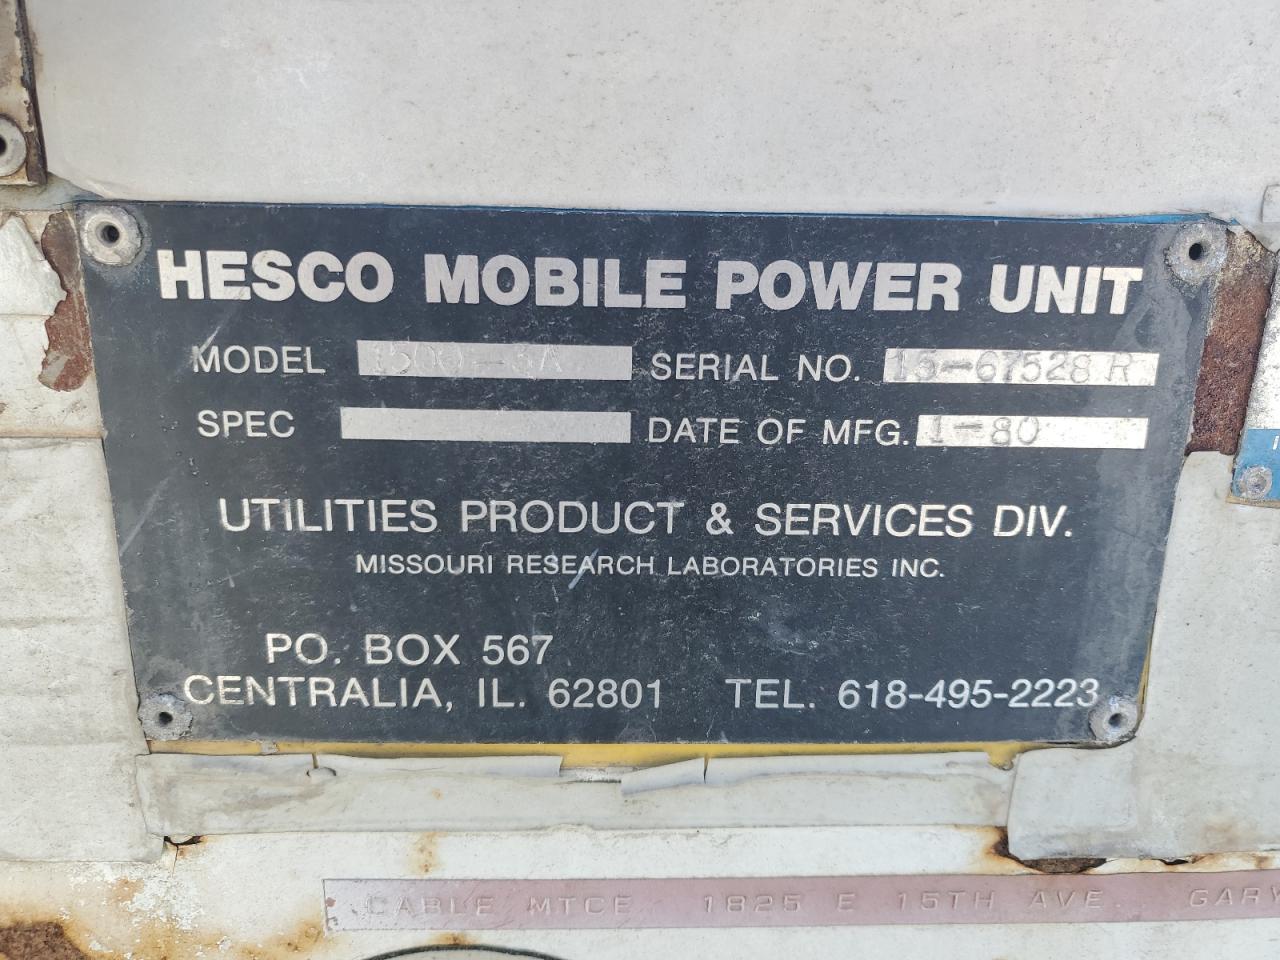 HESCO MOBILE POWER UNIT
MODEL 1500-3A SERIAL NO. 15-67528 R
SPEC DATE OF MFG. 1-80
UTILITIES PRODUCT & SERVICES DIV.
MISSOURI RESEARCH LABORATORIES INC.
PO. BOX 567
CENTRALIA, IL. 62801 TEL. 618-495-2223
CABLE MTCE 1825 E 15TH AVE. GARY